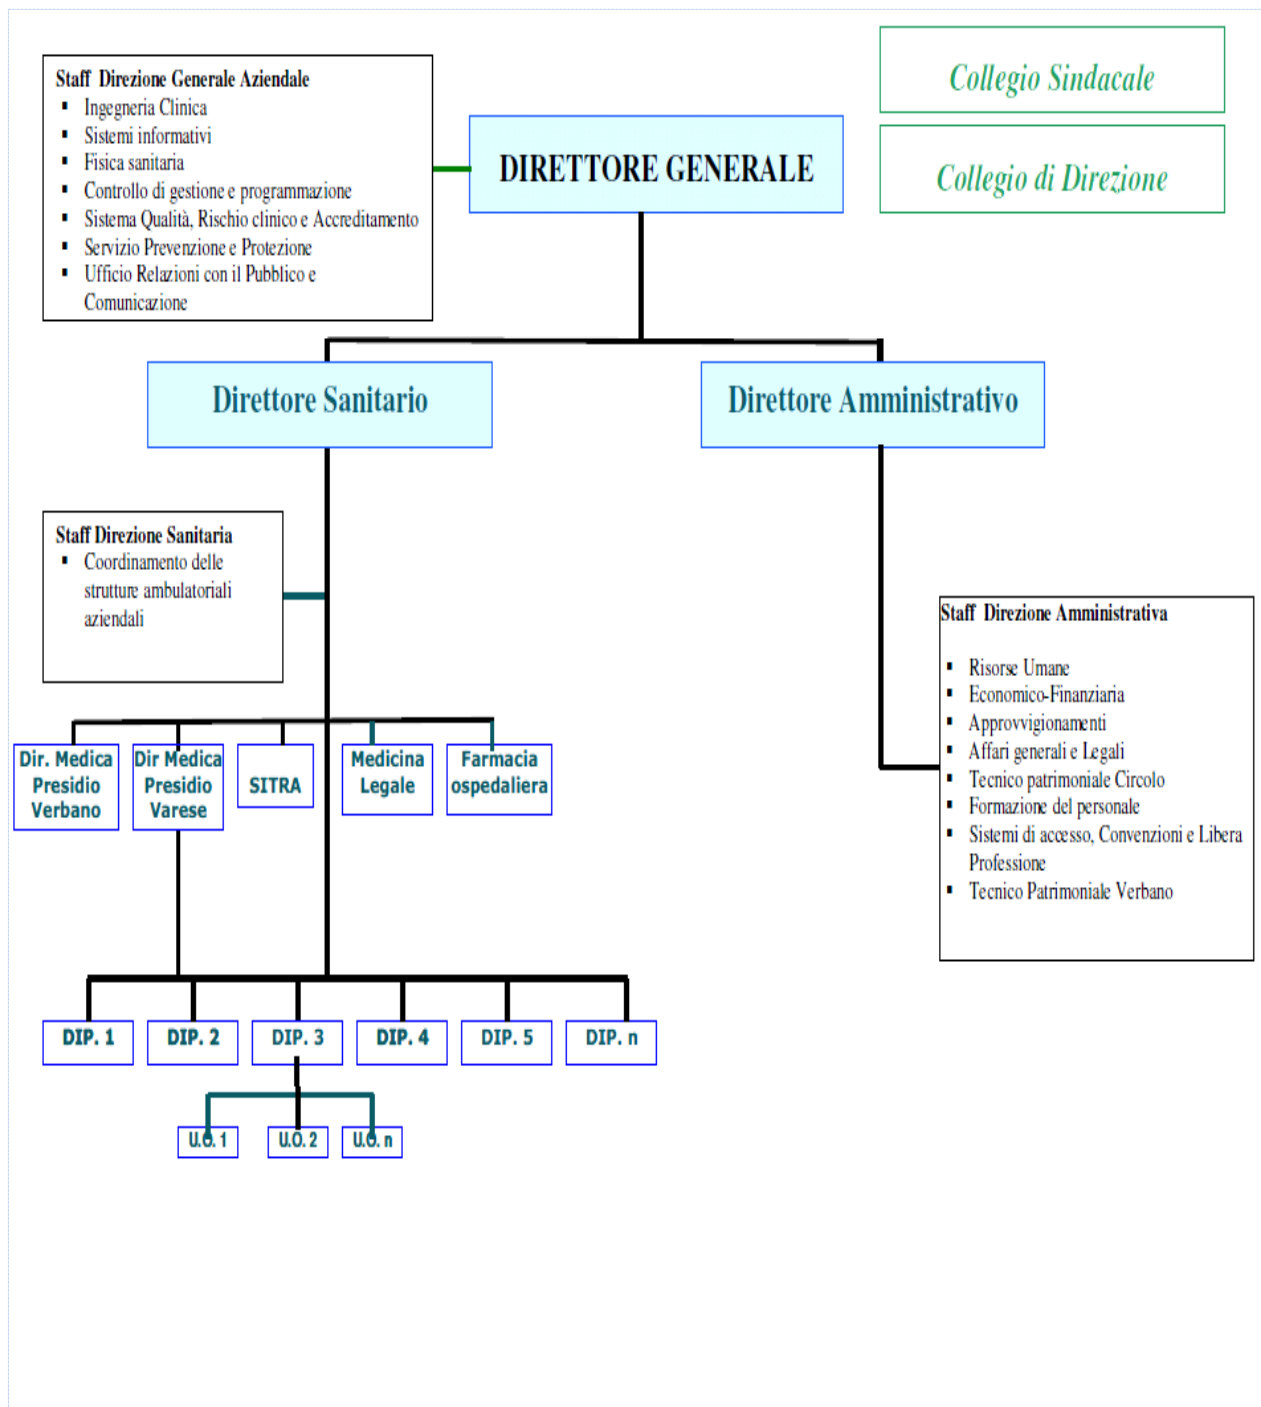 Collegio Sindacale
Collegio di Direzione
Staff Direzione Generale Aziendale
▪ Ingegneria Clinica
▪ Sistemi informativi
▪ Fisica sanitaria
▪ Controllo di gestione e programmazione
▪ Sistema Qualità, Rischio clinico e Accreditamento
▪ Servizio Prevenzione e Protezione
▪ Ufficio Relazioni con il Pubblico e
Comunicazione
DIRETTORE GENERALE
Direttore Sanitario
Direttore Amministrativo
Staff Direzione Sanitaria
▪ Coordinamento delle
strutture ambulatoriali
aziendali
Staff Direzione Amministrativa
▪ Risorse Umane
▪ Economico-Finanziaria
▪ Approvvigionamenti
▪ Affari generali e Legali
▪ Tecnico patrimoniale Circolo
▪ Formazione del personale
▪ Sistemi di accesso, Convenzioni e Libera
Professione
▪ Tecnico Patrimoniale Verbano
Dir. Medica
Presidio
Verbano
Dir Medica
Presidio
Varese
SITRA
Medicina
Legale
Farmacia
ospedaliera
DIP. 1
DIP. 2
DIP. 3
DIP. 4
DIP. 5
DIP. n
U.O. 1
U.O. 2
U.O. n